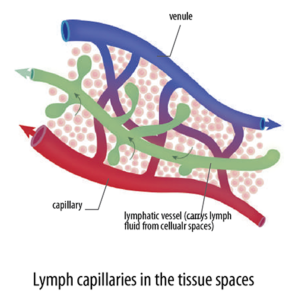 venule
capillary
lymphatic vessel (carrys lymph
fluid from cellualr spaces)
Lymph capillaries in the tissue spaces